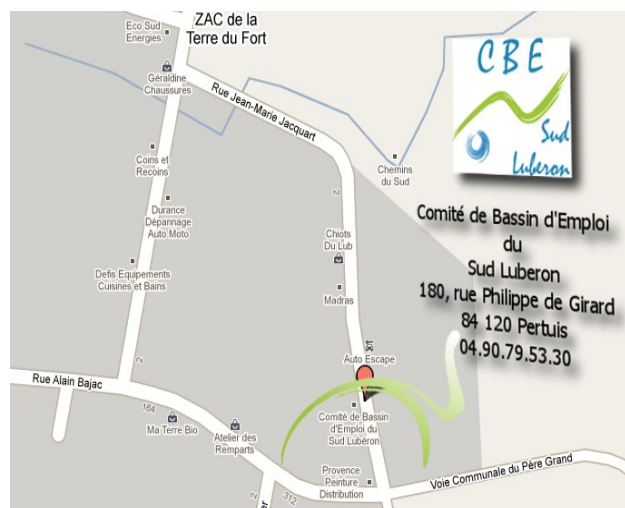 ZAC de la
Terre du Fort
Eco Sud
Energies
Géraldine
Chaussures
Rue Jean-Marie Jacquart
CBE
Sud
Luberon
Coins et
Recoins
Chemins
du Sud
2
Durance
Dépannage
Auto Moto
Chiots
Du Lub
Comité de Bassin d'Emploi
du
Sud Luberon
180, rue Philippe de Girard
84 120 Pertuis
04.90.79.53.30
Defis Equipements
Cuisines et Bains
Madras
Auto Escape
2
Rue Alain Bajac
164
Ma Terre Bio
Atelier des
Remparts
Comité de Bassin
d'Emploi du
Sud Lubéron
Provence
Peinture
Distribution
Voie Communale du Père Grand
2
312